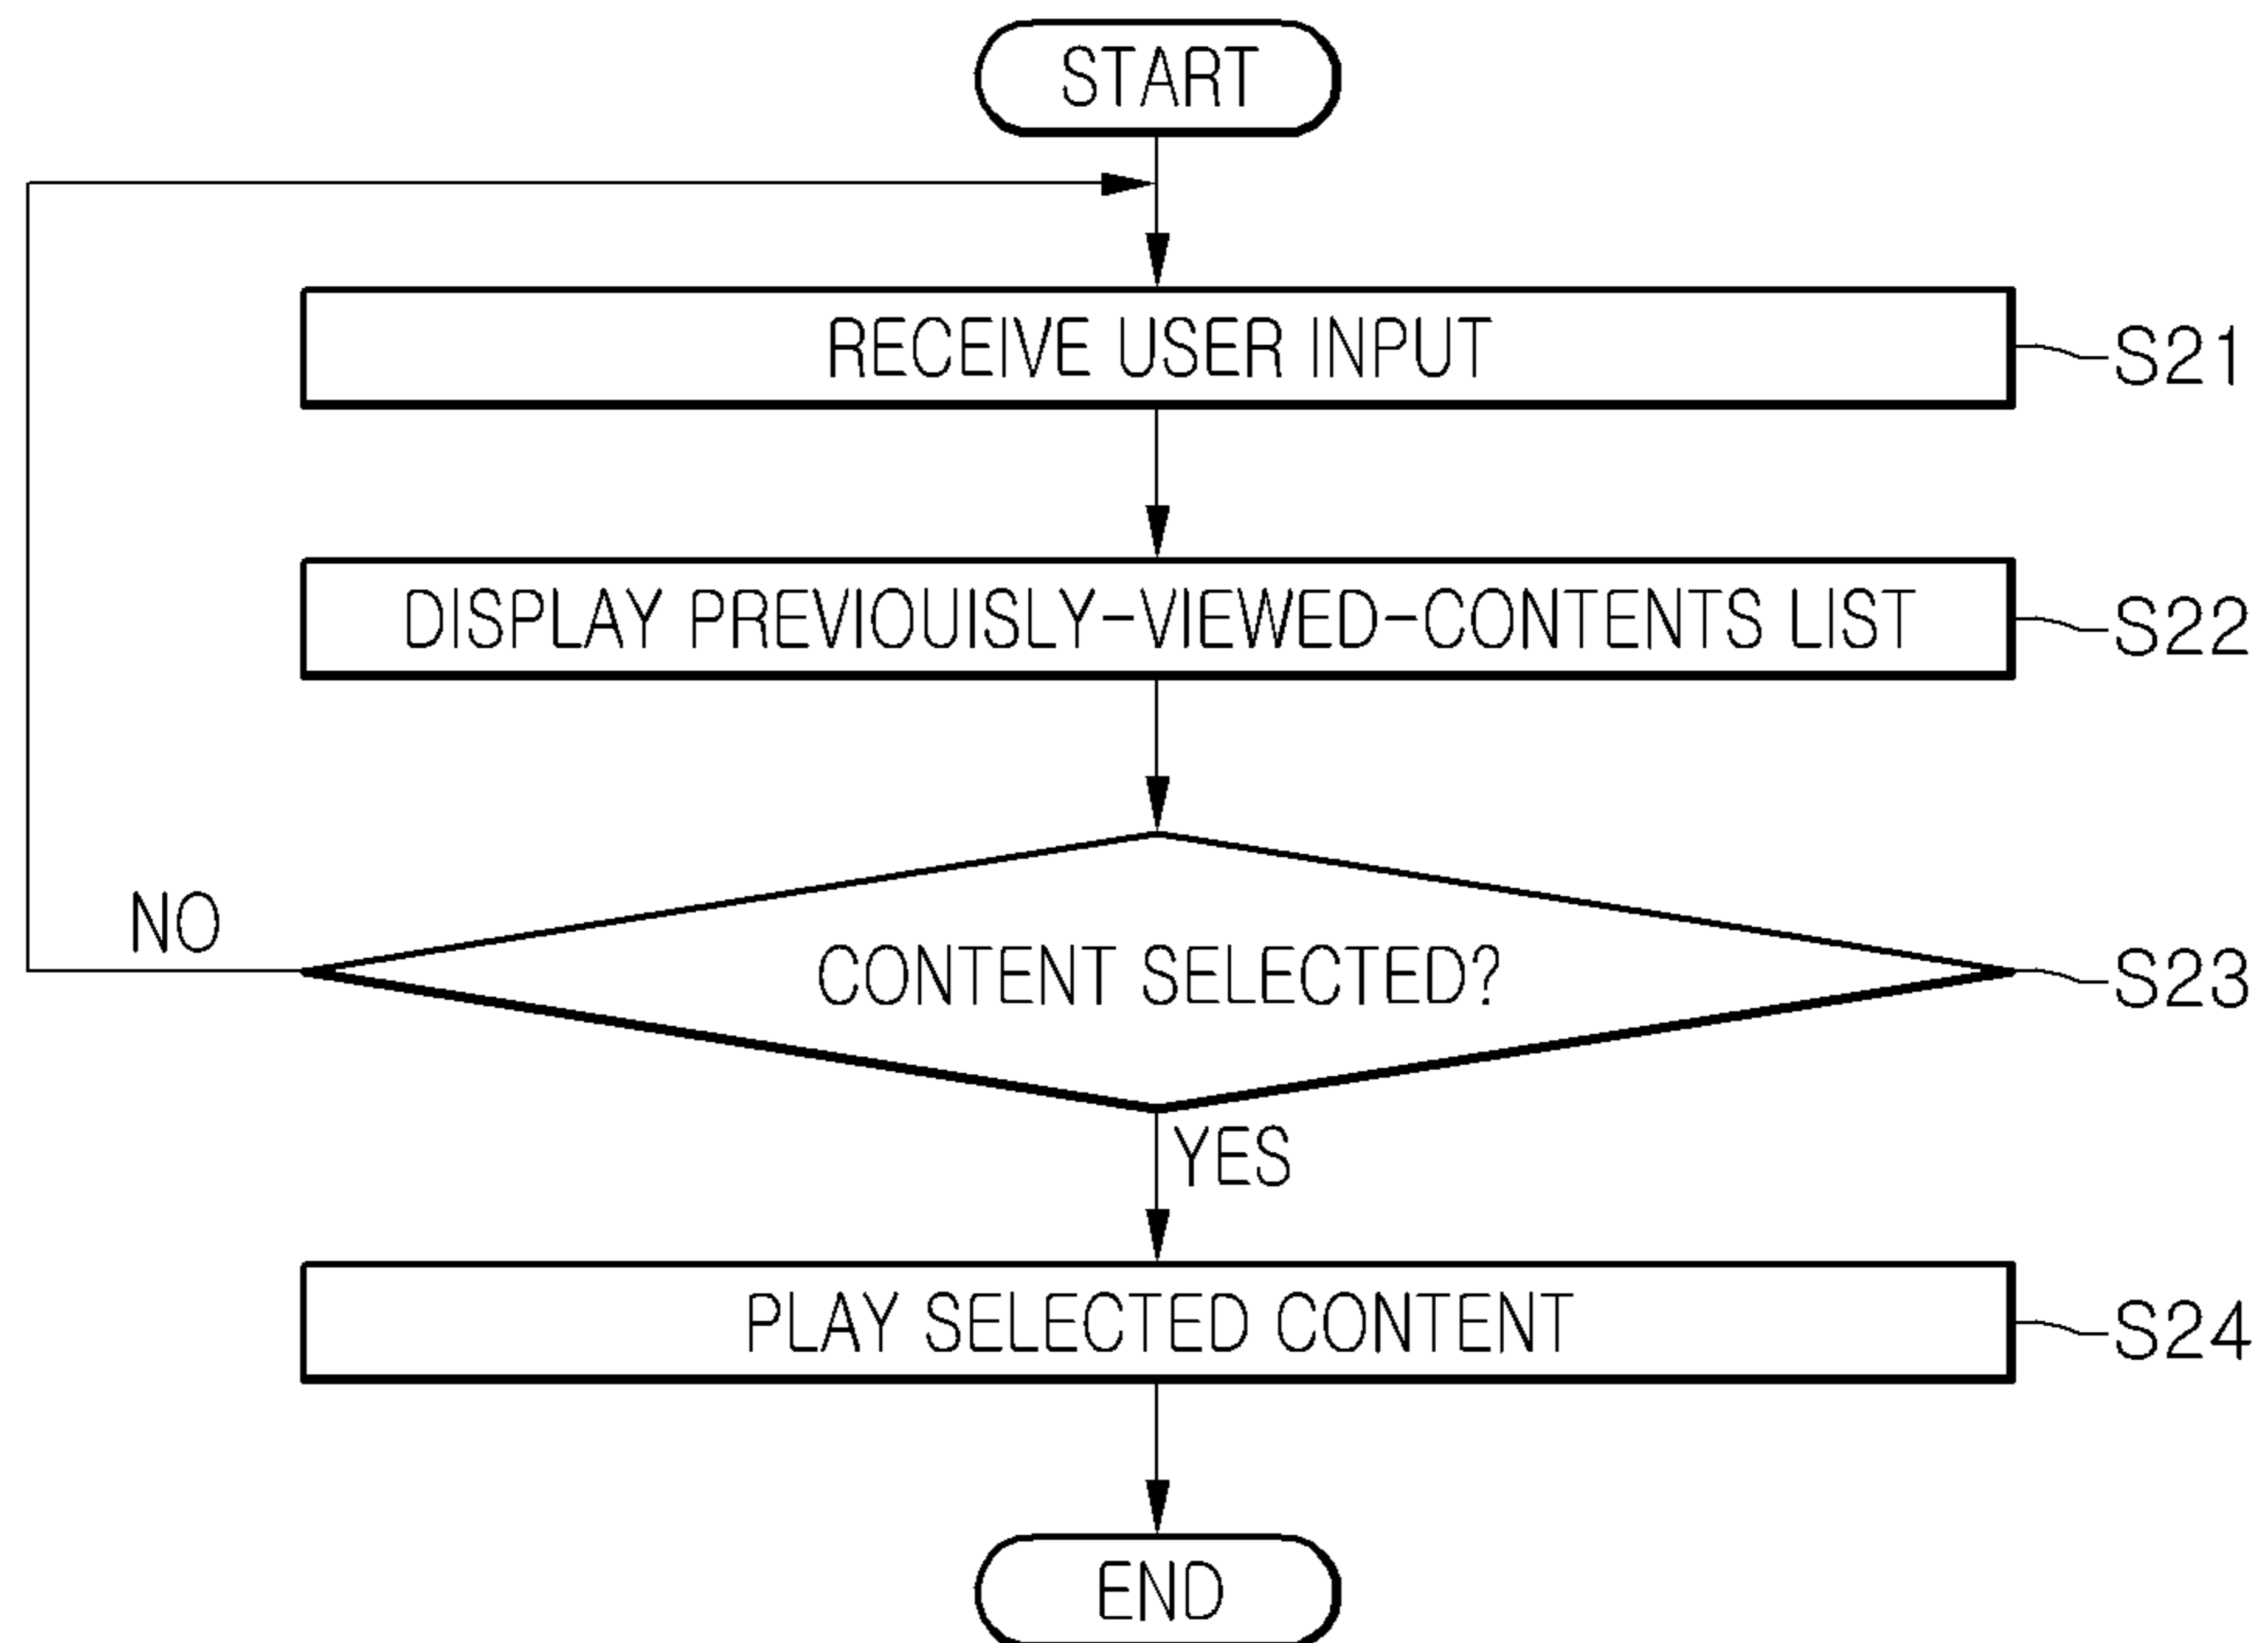 START
RECEIVE USER INPUT
S21
DISPLAY PREVIOUSLY-VIEWED-CONTENTS LIST
S22
NO
CONTENT SELECTED?
S23
YES
PLAY SELECTED CONTENT
S24
END